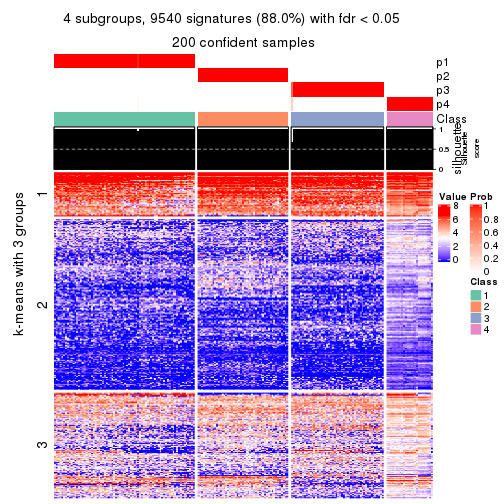 4 subgroups, 9540 signatures (88.0%) with fdr < 0.05
200 confident samples
p1
p2
p3
p4
Class
silhouette
Silhouette
score
1
0.5
0
k-means with 3 groups
1
2
3
Value
8
6
4
2
0
Prob
1
0.8
0.6
0.4
0.2
0
Class
1
2
3
4